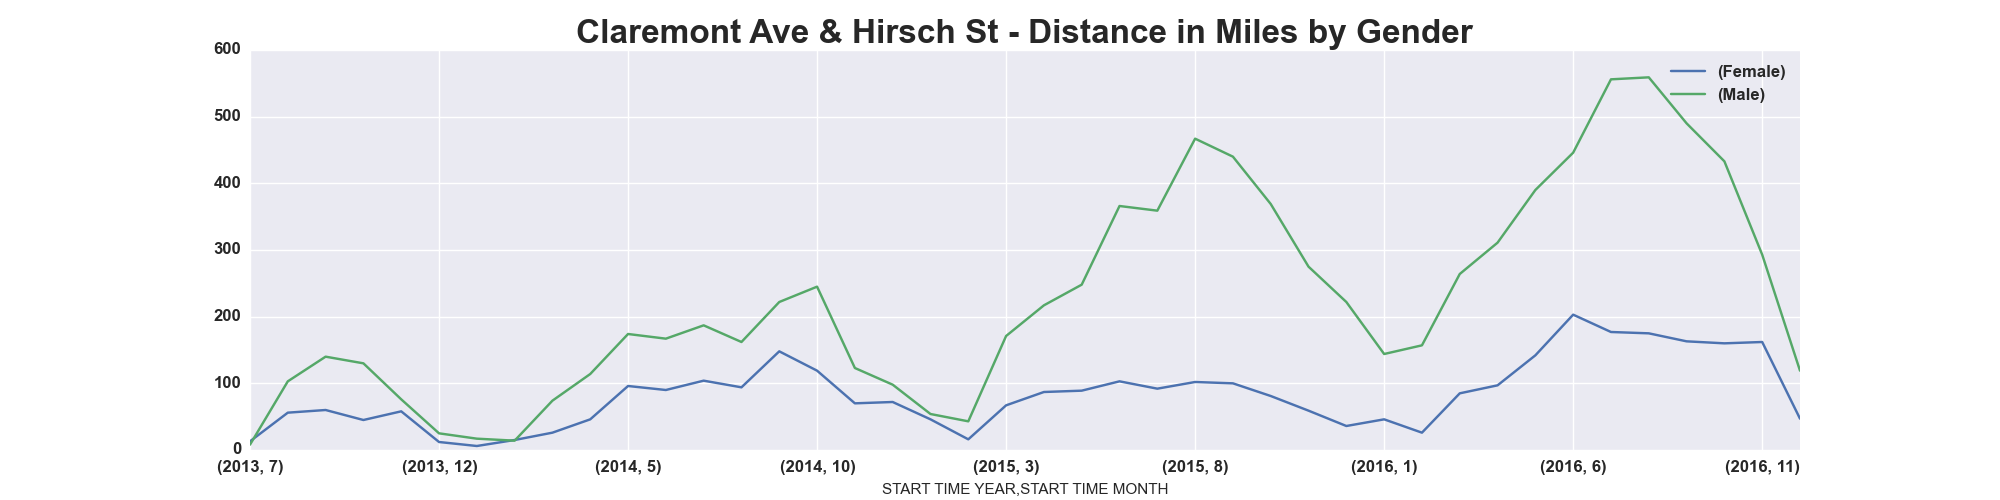 Claremont Ave & Hirsch St - Distance in Miles by Gender
600
500
400
300
200
100
0
(Female)
(Male)
(2013, 7) (2013, 12) (2014, 5) (2014, 10) (2015, 3) (2015, 8) (2016, 1) (2016, 6) (2016, 11)
START TIME YEAR,START TIME MONTH